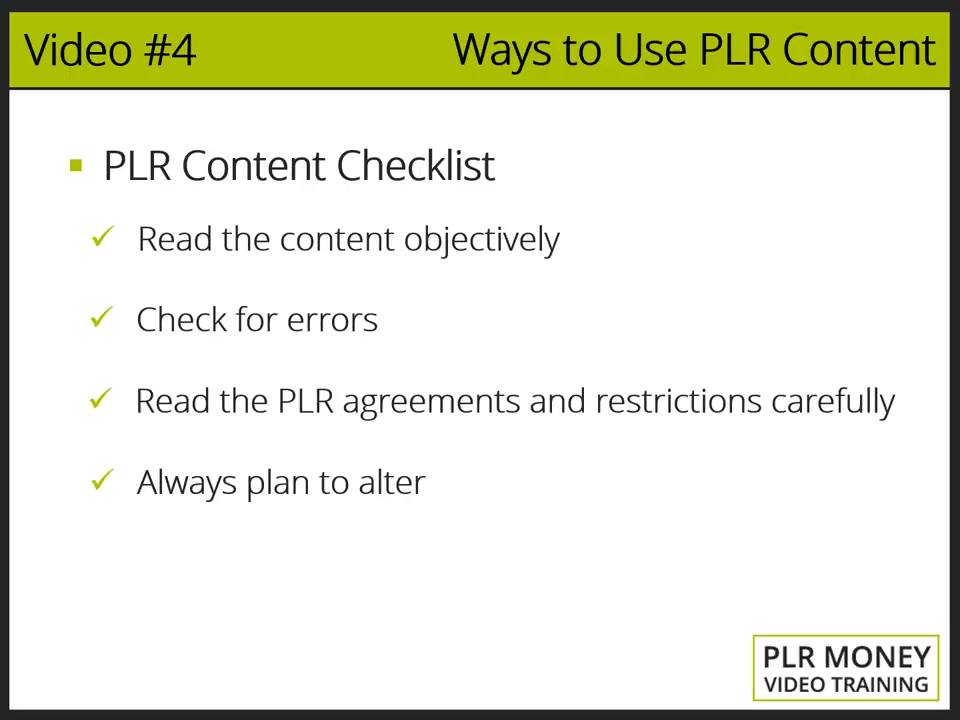 Video #4
Ways to Use PLR Content
PLR Content Checklist
Read the content objectively
Check for errors
Read the PLR agreements and restrictions carefully
Always plan to alter
PLR MONEY
VIDEO TRAINING